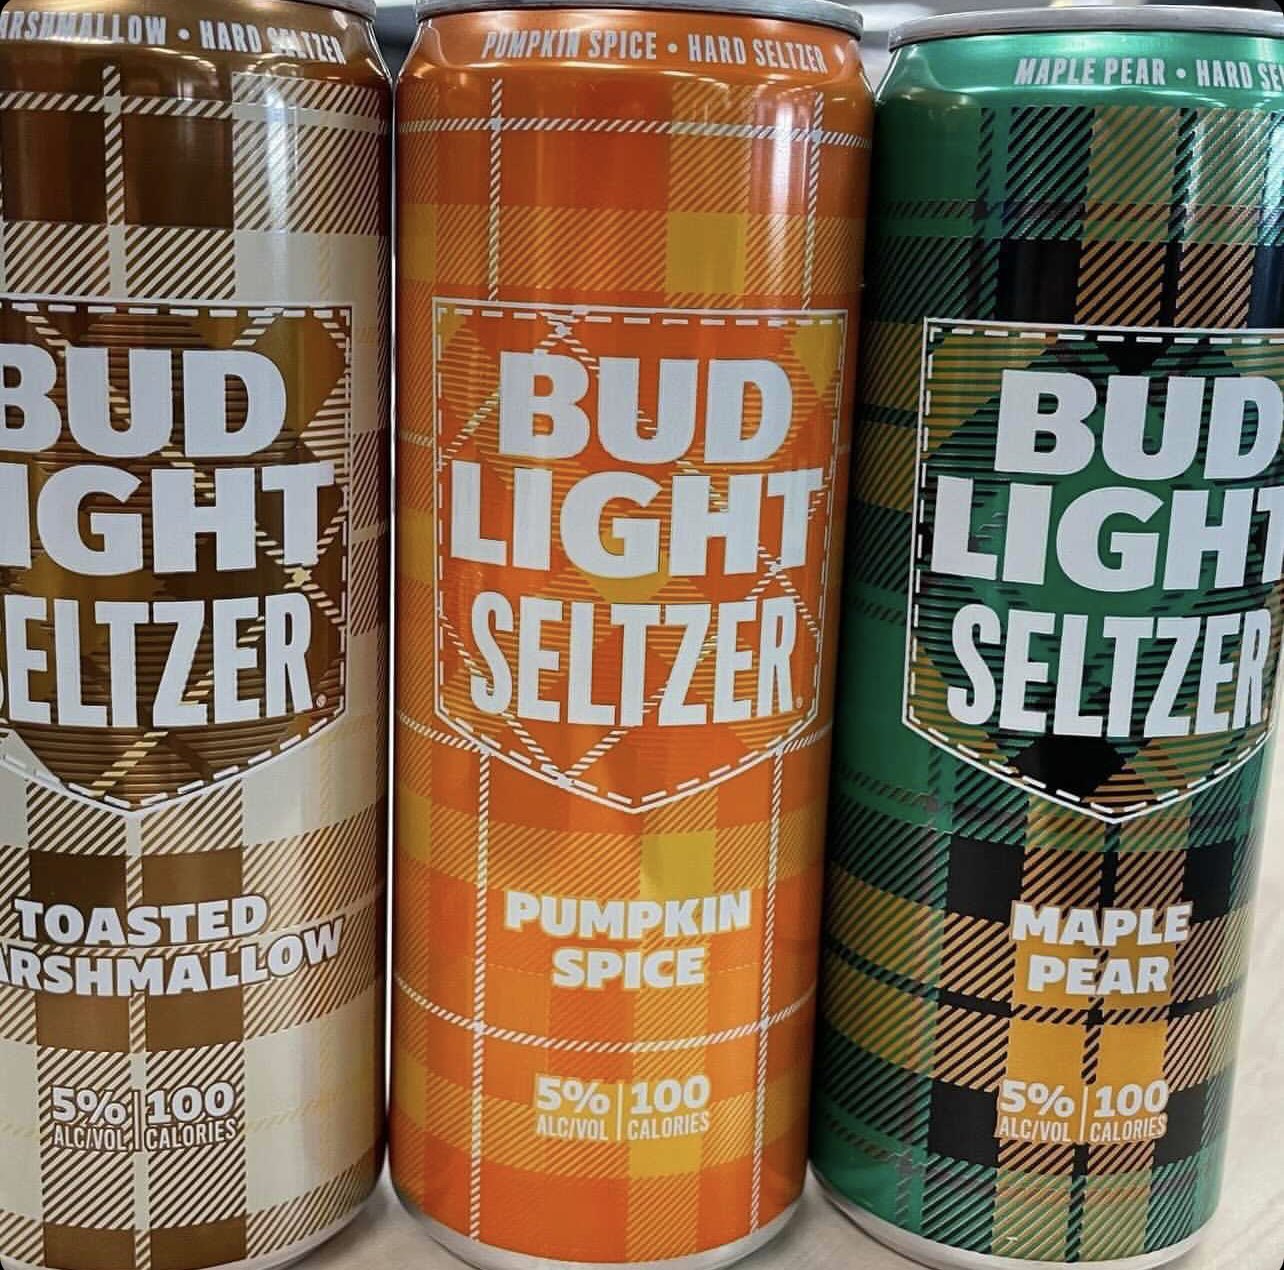 ARSHMALLOW • HARD SELTZER
BUD
IGHT
SELTZER
TOASTED
ARSHMALLOW
5% 100
ALC/VOL CALORIES
PUMPKIN SPICE • HARD SELTZER
BUD
LIGHT
SELTZER
PUMPKIN
SPICE
5% 100
ALC/VOL CALORIES
MAPLE PEAR • HARD SE
BUD
LIGHT
SELTZER
MAPLE
PEAR
5% 100
ALC/VOL CALORIES